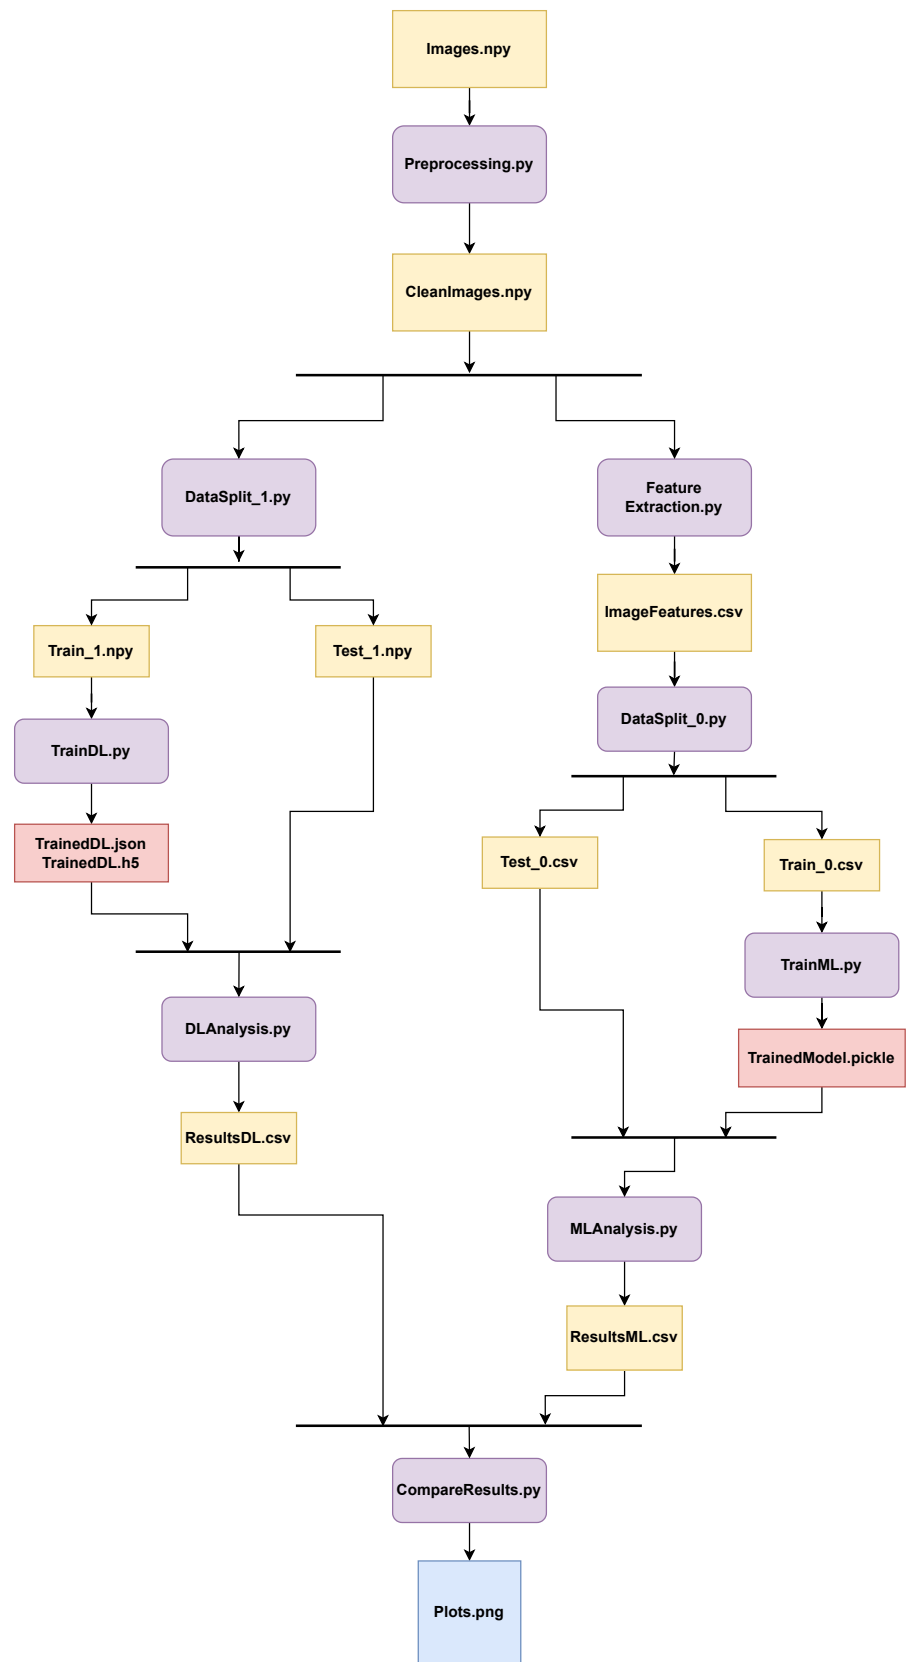 Images.npy
Preprocessing.py
CleanImages.npy
DataSplit_1.py
Feature
Extraction.py
ImageFeatures.csv
Train_1.npy
Test_1.npy
DataSplit_0.py
TrainDL.py
TrainedDL.json
TrainedDL.h5
Test_0.csv
Train_0.csv
TrainML.py
DLAnalysis.py
TrainedModel.pickle
ResultsDL.csv
MLAnalysis.py
ResultsML.csv
CompareResults.py
Plots.png